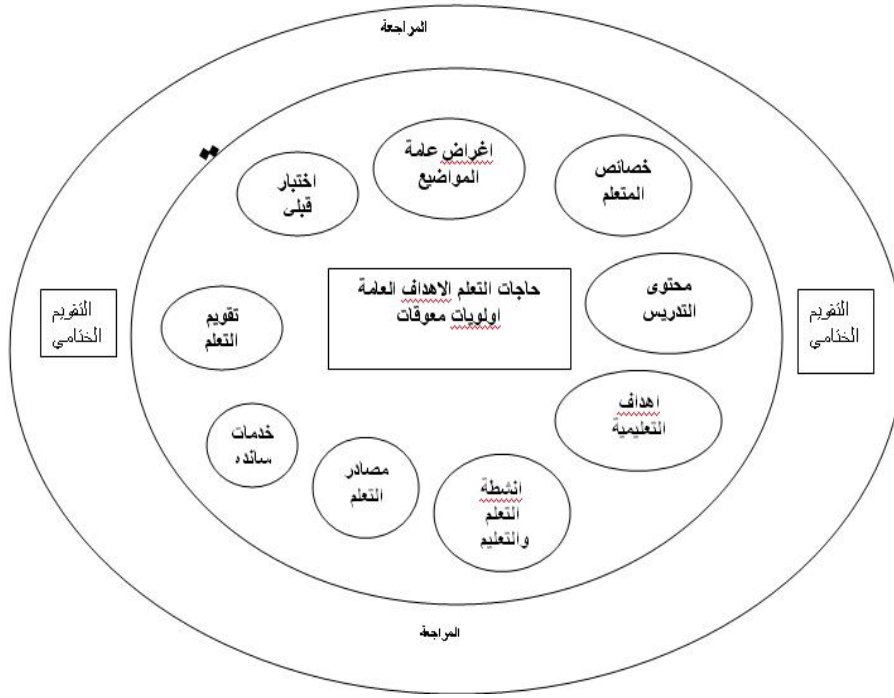 المراجعة
اغراض عامة
المواضيع
خصائص
المتعلم
اختبار
قبلى
محتوى
التدريس
حاجات التعلم الاهداف العامة
اولويات معوقات
التقويم
الختامي
التقويم
الختامي
تقويم
التعلم
اهداف
التعليمية
خدمات
سانده
مصادر
التعلم
انشطة
التعلم
والتعليم
المراجعة